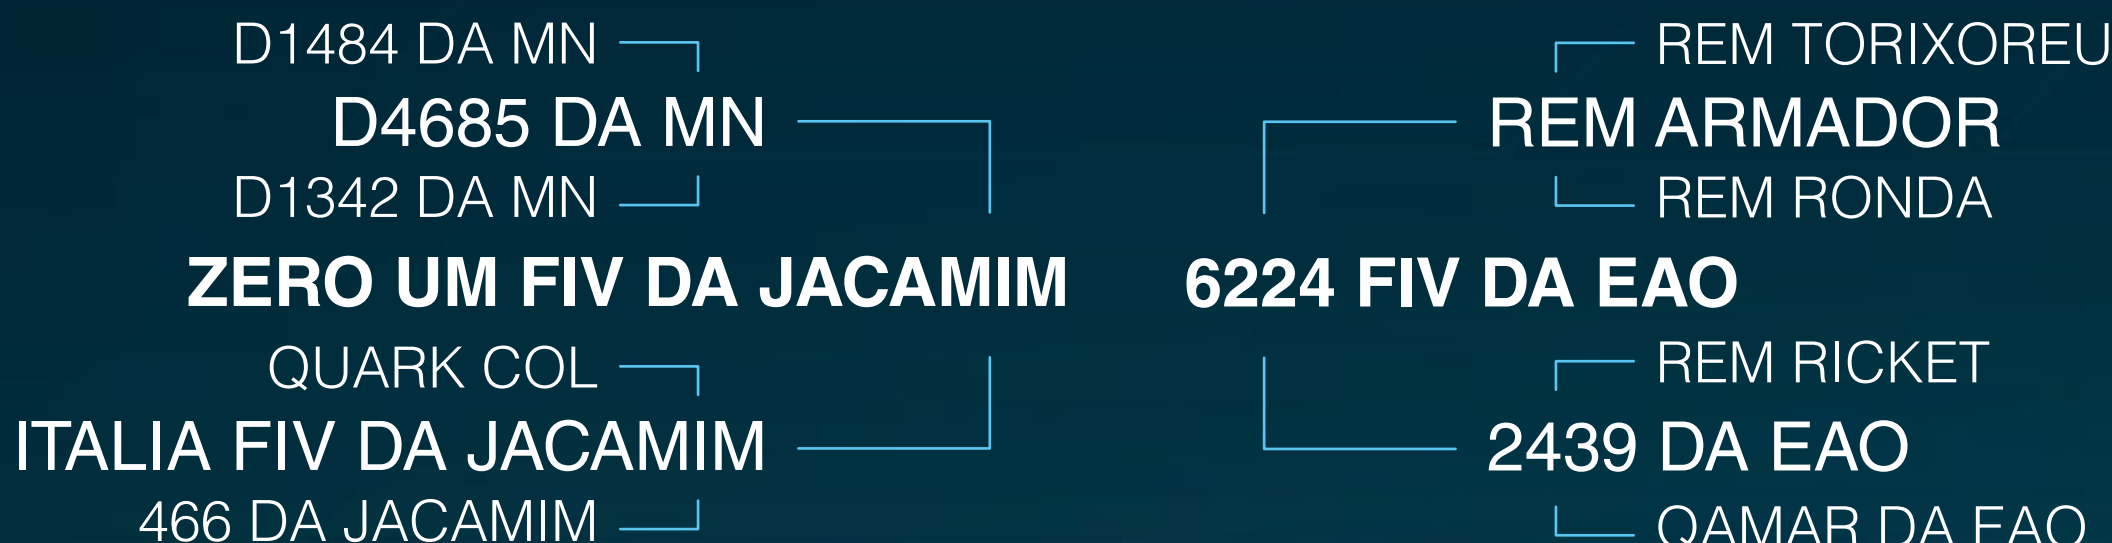 D1484 DA MN
D4685 DA MN
D1342 DA MN
ZERO UM FIV DA JACAMIM
QUARK COL
ITALIA FIV DA JACAMIM
466 DA JACAMIM
REM TORIXOREU
REM ARMADOR
REM RONDA
6224 FIV DA EAO
REM RICKET
2439 DA EAO
QAMAR DA EAO